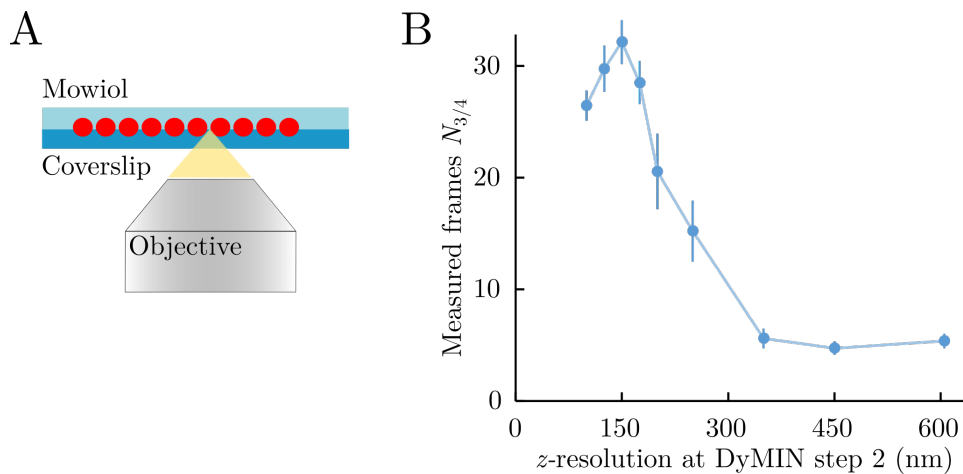 A
Mowiol
Coverslip
Objective
B
Measured frames N3/4
30
20
10
0
0
150
300
450
600
z-resolution at DyMIN step 2 (nm)